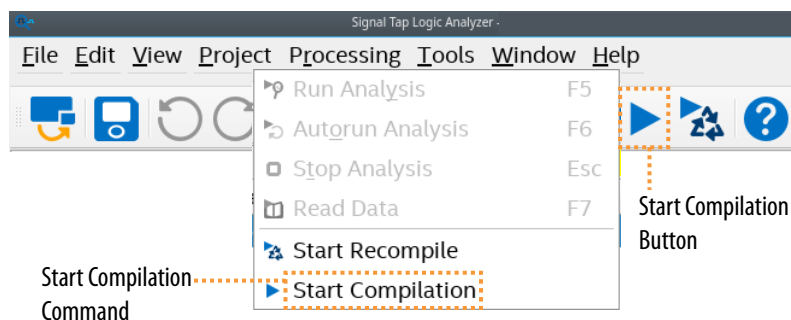 Signal Tap Logic Analyzer -
File Edit View Project Processing Tools Window Help
Run Analysis F5
Autorun Analysis F6
Stop Analysis Esc
Read Data F7
Start Recompile
Start Compilation
Start Compilation
Button
Start Compilation
Command